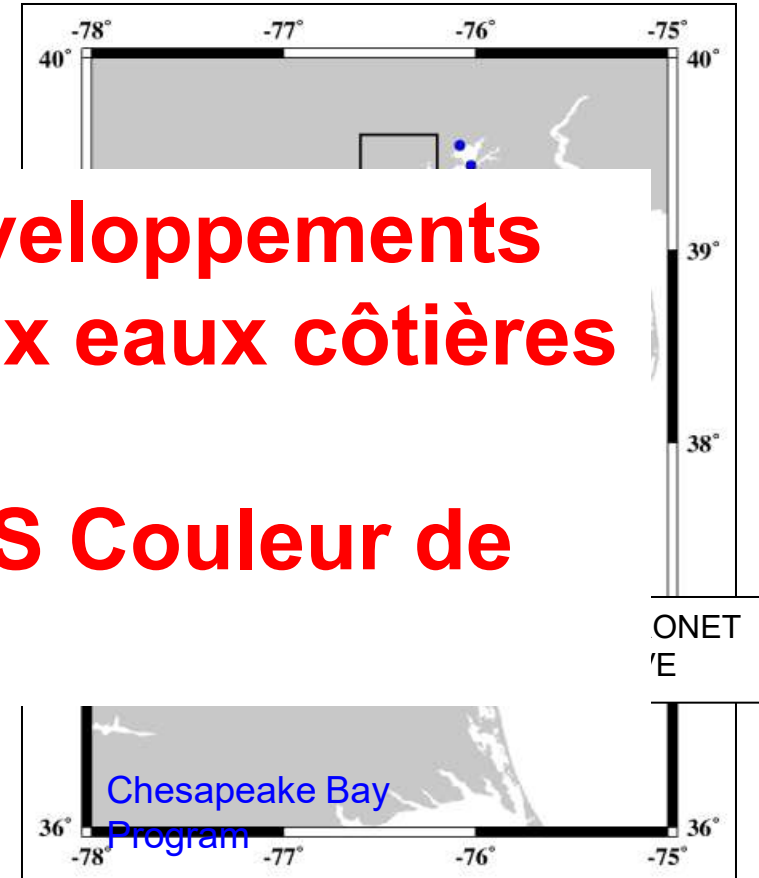 -78° -77° -76° -75°
40° 40°
veloppements
39°
x eaux côtières
38°
S Couleur de
ONET
E
Chesapeake Bay
36° 36°
Program
-78° -77° -76° -75°